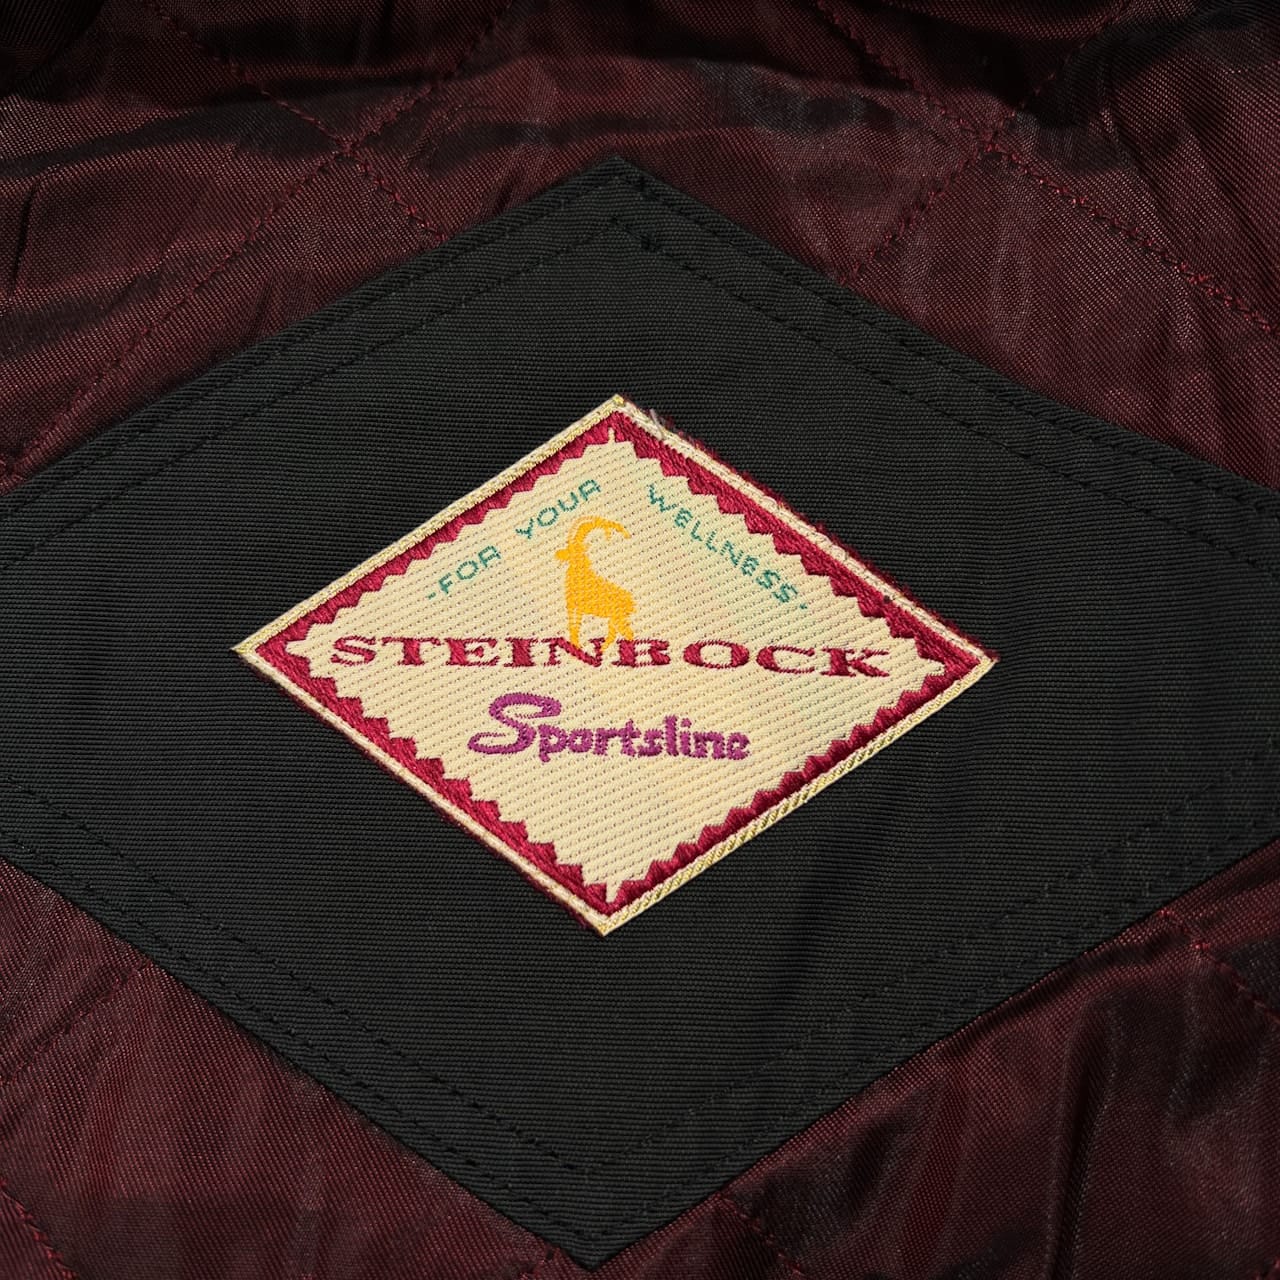 -FOR YOUR WELLNESS-
STEINBOCK
Sportsline